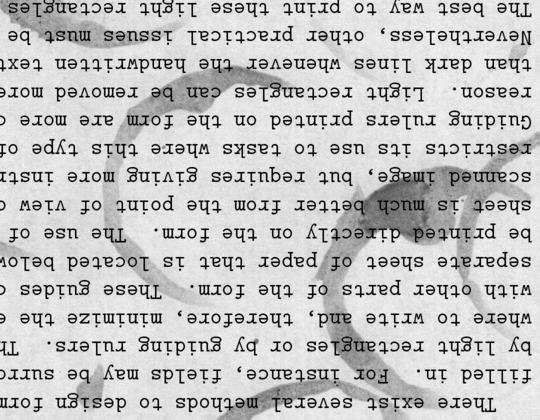 There exist several methods to design form
filled in. For instance, fields may be surro
by light rectangles or by guiding rulers. Th
where to write and, therefore, minimize the e
with other parts of the form. These guides c
separate sheet of paper that is located below
be printed directly on the form. The use of
sheet is much better from the point of view o
scanned image, but requires giving more instr
restricts its use to tasks where this type of
Guiding rulers printed on the form are more c
reason. Light rectangles can be removed more
than dark lines whenever the handwritten text
Nevertheless, other practical issues must be
The best way to print these light rectangles